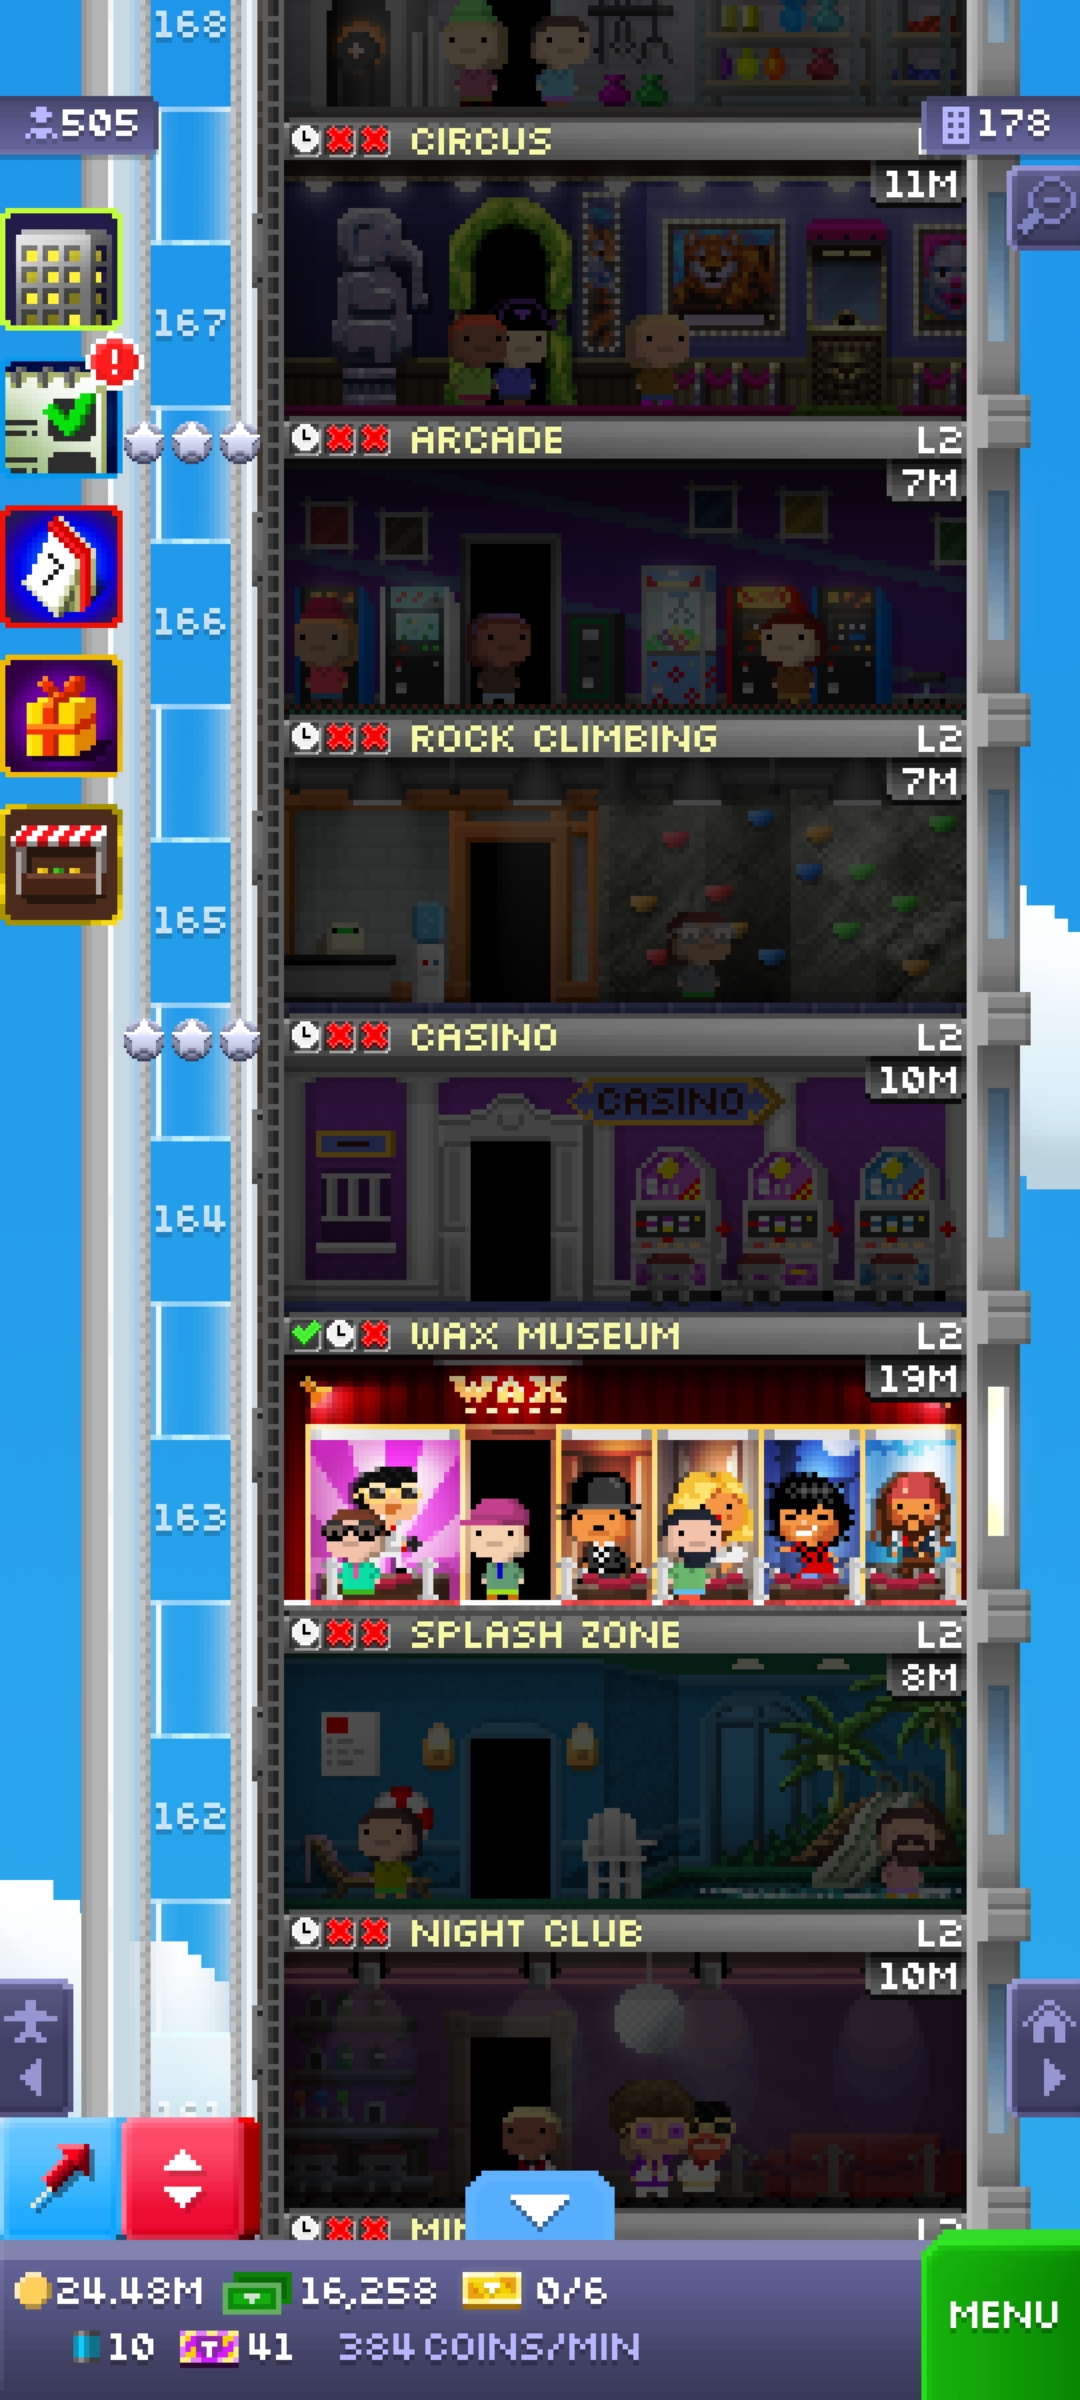 168
505
178
CIRCUS
11M
167
ARCADE L2
7M
166
ROCK CLIMBING L2
7M
165
CASINO L2
10M
CASINO
164
WAX MUSEUM L2
19M
WAX
163
SPLASH ZONE L2
8M
162
NIGHT CLUB L2
10M
24.48M 16,258 0/6
10 41 384 COINS/MIN
MENU